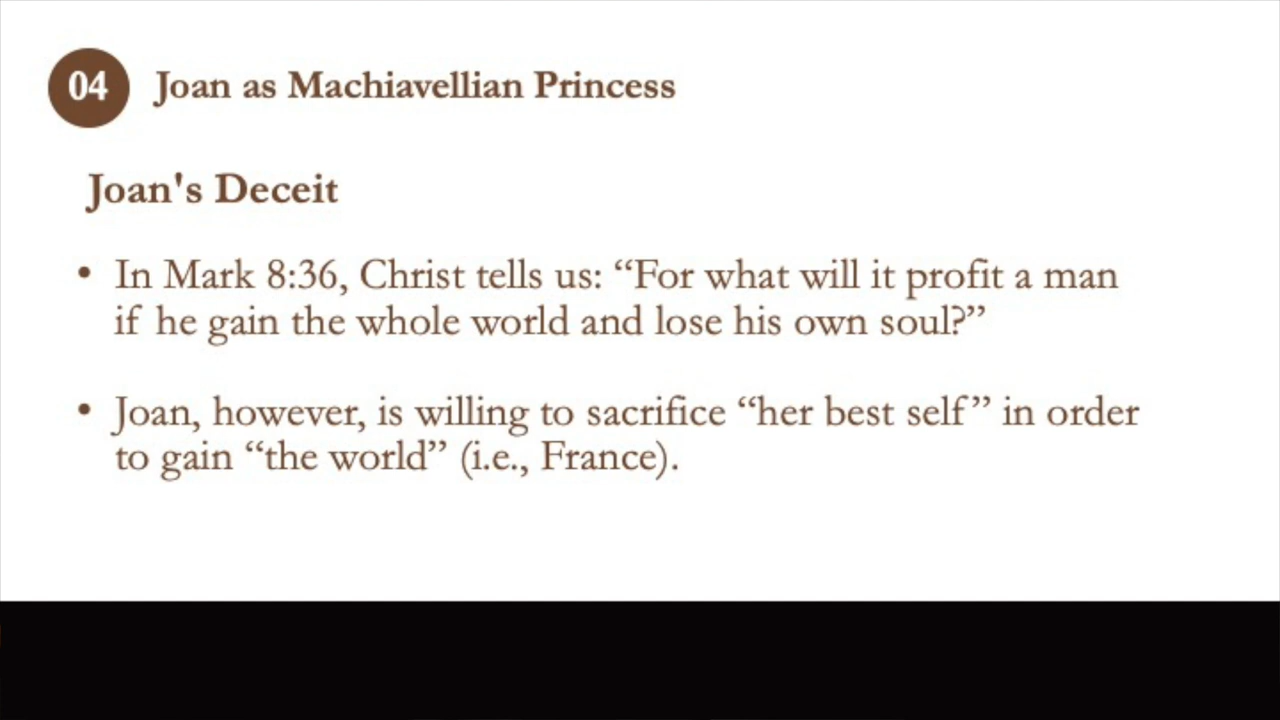 04 Joan as Machiavellian Princess
Joan's Deceit
• In Mark 8:36, Christ tells us: “For what will it profit a man
if he gain the whole world and lose his own soul?”
• Joan, however, is willing to sacrifice “her best self” in order
to gain “the world” (i.e., France).